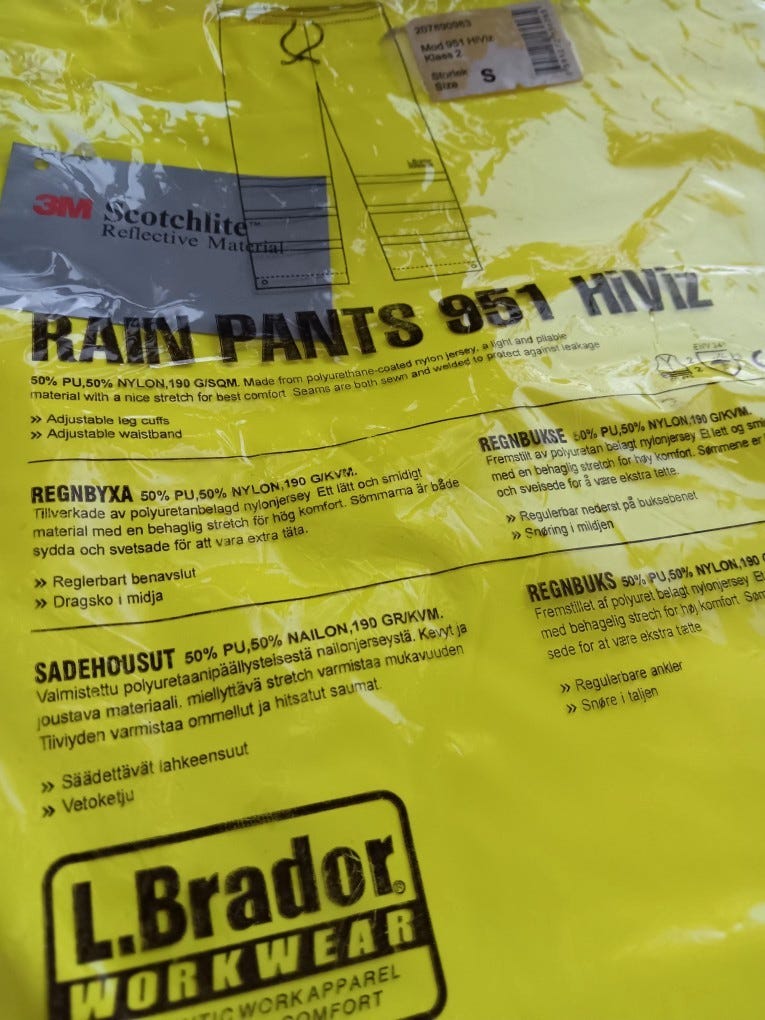 207690963
Mod 951 HiViz
Klass 2
Storlek
Size S
L.Brador
3M Scotchlite™
Reflective Material
RAIN PANTS 951 HiViz
50% PU,50% NYLON,190 G/SQM. Made from polyurethane-coated nylon jersey, a light and pliable
material with a nice stretch for best comfort. Seams are both sewn and welded to protect against leakage
» Adjustable leg cuffs
» Adjustable waistband
REGNBYXA 50% PU,50% NYLON,190 G/KVM.
Tillverkade av polyuretanbelagd nylonjersey. Ett lätt och smidigt
material med en behaglig stretch för hög komfort. Sömmarna är både
sydda och svetsade för att vara extra täta.
» Reglerbart benavslut
» Dragsko i midja
REGNBUKSE 50% PU,50% NYLON,190 G/KVM.
Fremstilt av polyuretan belagt nylonjersey. Et lett og
med en behaglig stretch for høy komfort. Sømmene er
og sveisede for å være ekstra tette.
» Regulerbar nederst på buksebenet
» Snøring i midjen
SADEHOUSUT 50% PU,50% NAILON,190 GR/KVM.
Valmistettu polyuretaanipäällysteisestä nailonjerseystä. Kevyt ja
joustava materiaali, miellyttävä stretch varmistaa mukavuuden
Tiiviyden varmistaa ommellut ja hitsatut saumat.
» Säädettävät lahkeensuut
» Vetoketju
REGNBUKS 50% PU,50% NYLON,190
Fremstillet af polyuret belagt nylonjersey.
med behagelig strech for høj komfort.
sede for at være ekstra tætte
» Regulerbare ankler
» Snøre i taljen
L.Brador®
WORKWEAR
WORK APPAREL
COMFORT